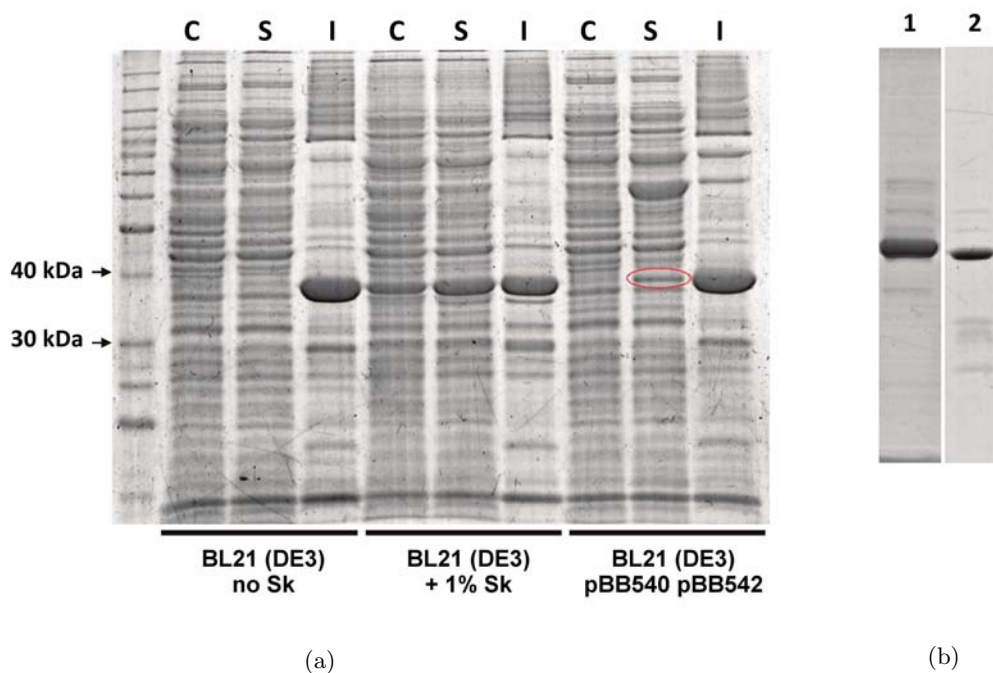 C S I C S I C S I
1 2
40 kDa
30 kDa
BL21 (DE3)
no Sk
BL21 (DE3)
+ 1% Sk
BL21 (DE3)
pBB540 pBB542
(a)
(b)